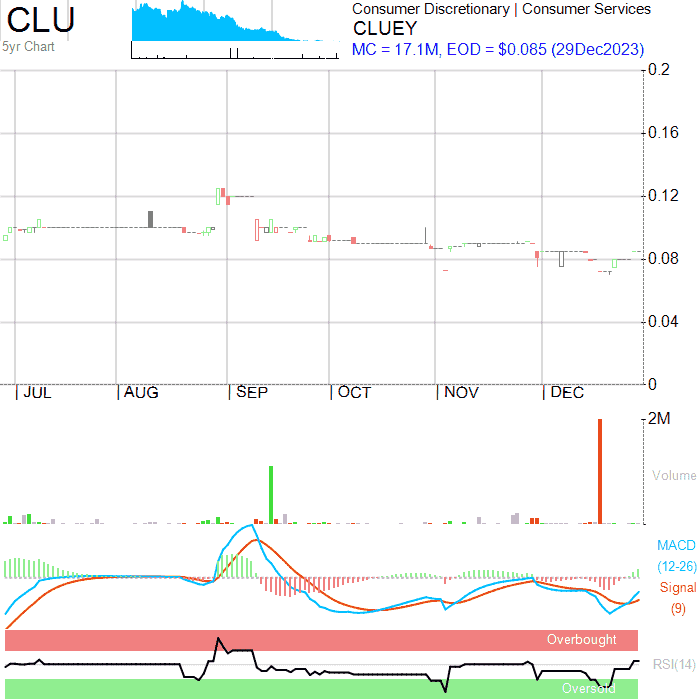 CLU
5yr Chart
Consumer Discretionary | Consumer Services
CLUEY
MC = 17.1M, EOD = $0.085 (29Dec2023)
0.2
0.16
0.12
0.08
0.04
0
| JUL | AUG | SEP | OCT | NOV | DEC
2M
Volume
MACD
(12-26)
Signal
(9)
Overbought
RSI(14)
Oversold